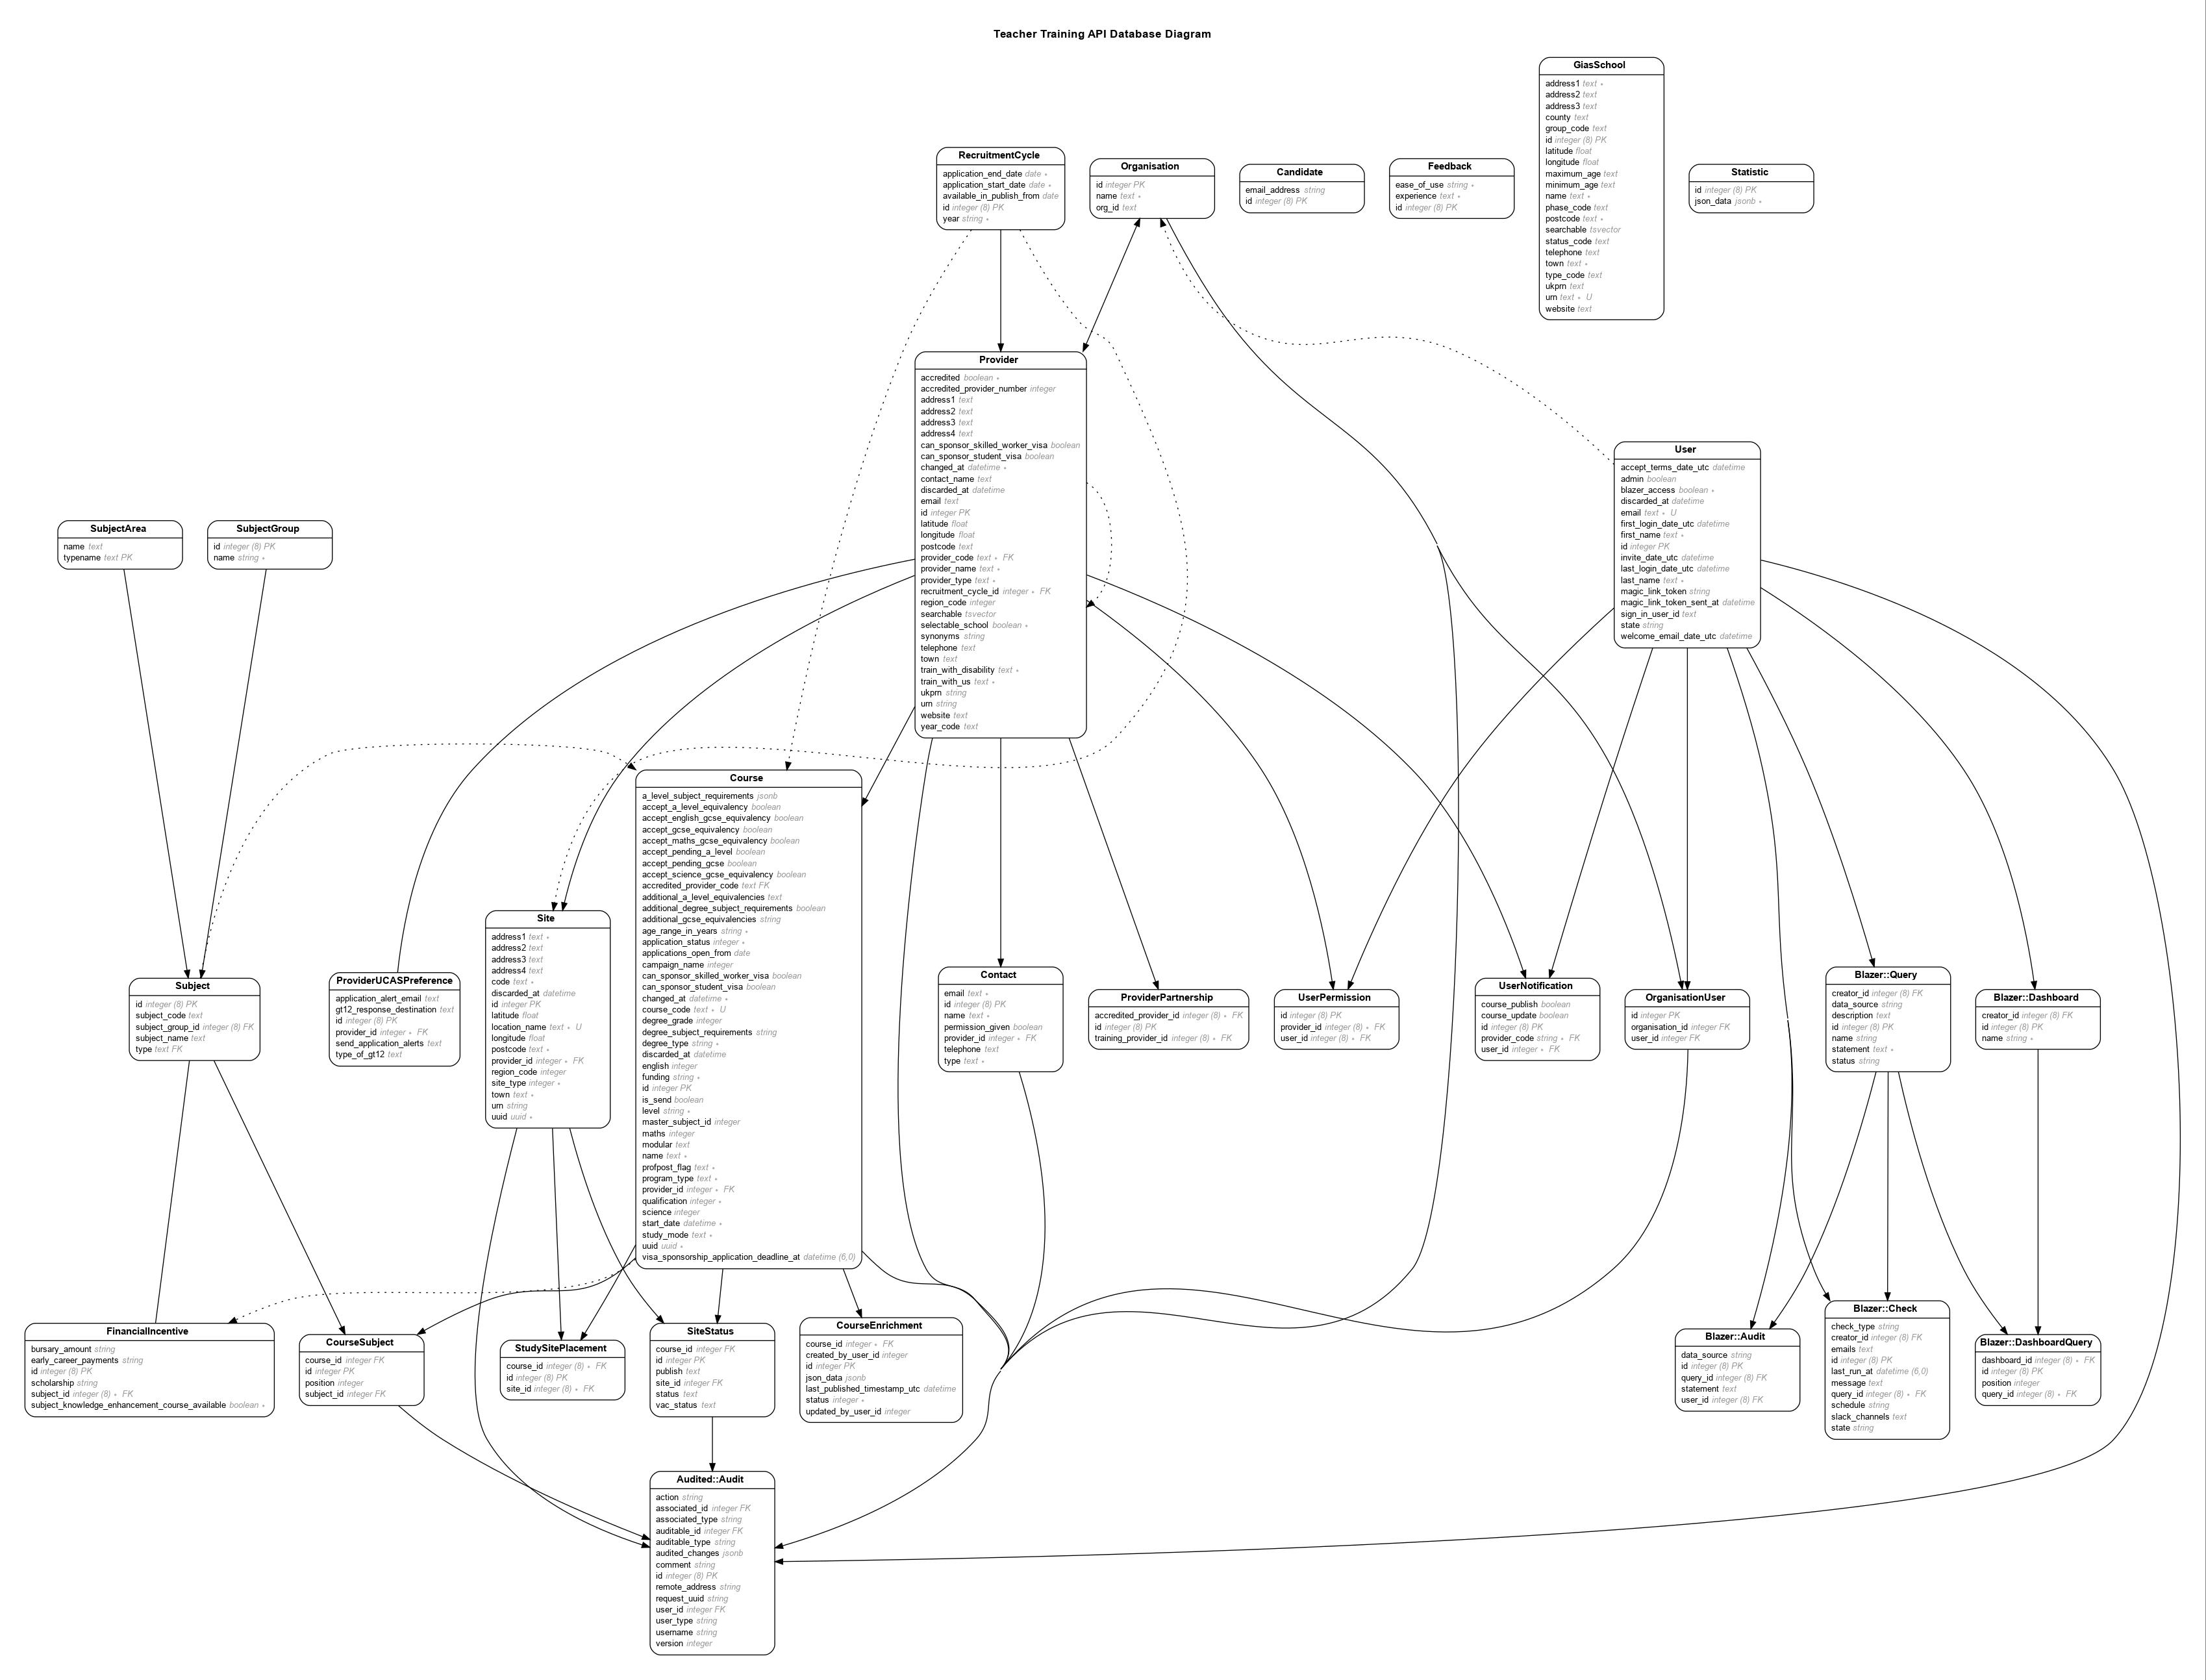 Teacher Training API Database Diagram
GiasSchool
address1 text *
address2 text
address3 text
county text
group_code text
id integer (8) PK
latitude float
longitude float
maximum_age text
minimum_age text
name text *
phase_code text
postcode text *
searchable tsvector
status_code text
telephone text
town text *
type_code text
ukprn text
urn text * U
website text
RecruitmentCycle
application_end_date date *
application_start_date date *
available_in_publish_from date
id integer (8) PK
year string *
Organisation
id integer PK
name text *
org_id text
Candidate
email_address string
id integer (8) PK
Feedback
ease_of_use string *
experience text *
id integer (8) PK
Statistic
id integer (8) PK
json_data jsonb *
Provider
accredited boolean *
accredited_provider_number integer
address1 text
address2 text
address3 text
address4 text
can_sponsor_skilled_worker_visa boolean
can_sponsor_student_visa boolean
changed_at datetime *
contact_name text
discarded_at datetime
email text
id integer PK
latitude float
longitude float
postcode text
provider_code text * FK
provider_name text *
provider_type text *
recruitment_cycle_id integer * FK
region_code integer
searchable tsvector
selectable_school boolean *
synonyms string
telephone text
town text
train_with_disability text *
train_with_us text *
ukprn string
urn string
website text
year_code text
User
accept_terms_date_utc datetime
admin boolean
blazer_access boolean *
discarded_at datetime
email text * U
first_login_date_utc datetime
first_name text *
id integer PK
invite_date_utc datetime
last_login_date_utc datetime
last_name text *
magic_link_token string
magic_link_token_sent_at datetime
sign_in_user_id text
state string
welcome_email_date_utc datetime
SubjectArea
name text
typename text PK
SubjectGroup
id integer (8) PK
name string *
Course
a_level_subject_requirements jsonb
accept_a_level_equivalency boolean
accept_english_gcse_equivalency boolean
accept_gcse_equivalency boolean
accept_maths_gcse_equivalency boolean
accept_pending_a_level boolean
accept_pending_gcse boolean
accept_science_gcse_equivalency boolean
accredited_provider_code text FK
additional_a_level_equivalencies text
additional_degree_subject_requirements boolean
additional_gcse_equivalencies string
age_range_in_years string *
application_status integer *
applications_open_from date
campaign_name integer
can_sponsor_skilled_worker_visa boolean
can_sponsor_student_visa boolean
changed_at datetime *
course_code text * U
degree_grade integer
degree_subject_requirements string
degree_type string *
discarded_at datetime
english integer
funding string *
id integer PK
is_send boolean
level string *
master_subject_id integer
maths integer
modular text
name text *
profpost_flag text *
program_type text *
provider_id integer * FK
qualification integer *
science integer
start_date datetime *
study_mode text *
uuid uuid *
visa_sponsorship_application_deadline_at datetime (6,0)
Site
address1 text *
address2 text
address3 text
address4 text
code text *
discarded_at datetime
id integer PK
latitude float
location_name text * U
longitude float
postcode text *
provider_id integer * FK
region_code integer
site_type integer *
town text *
urn string
uuid uuid *
Subject
id integer (8) PK
subject_code text
subject_group_id integer (8) FK
subject_name text
type text FK
ProviderUCASPreference
application_alert_email text
gt12_response_destination text
id integer (8) PK
provider_id integer * FK
send_application_alerts text
type_of_gt12 text
Contact
email text *
id integer (8) PK
name text *
permission_given boolean
provider_id integer * FK
telephone text
type text *
ProviderPartnership
accredited_provider_id integer (8) * FK
id integer (8) PK
training_provider_id integer (8) * FK
UserPermission
id integer (8) PK
provider_id integer (8) * FK
user_id integer (8) * FK
UserNotification
course_publish boolean
course_update boolean
id integer (8) PK
provider_code string * FK
user_id integer * FK
OrganisationUser
id integer PK
organisation_id integer FK
user_id integer FK
Blazer::Query
creator_id integer (8) FK
data_source string
description text
id integer (8) PK
name string
statement text *
status string
Blazer::Dashboard
creator_id integer (8) FK
id integer (8) PK
name string *
FinancialIncentive
bursary_amount string
early_career_payments string
id integer (8) PK
scholarship string
subject_id integer (8) * FK
subject_knowledge_enhancement_course_available boolean *
CourseSubject
course_id integer FK
id integer PK
position integer
subject_id integer FK
StudySitePlacement
course_id integer (8) * FK
id integer (8) PK
site_id integer (8) * FK
SiteStatus
course_id integer FK
id integer PK
publish text
site_id integer FK
status text
vac_status text
CourseEnrichment
course_id integer * FK
created_by_user_id integer
id integer PK
json_data jsonb
last_published_timestamp_utc datetime
status integer *
updated_by_user_id integer
Blazer::Audit
data_source string
id integer (8) PK
query_id integer (8) FK
statement text
user_id integer (8) FK
Blazer::Check
check_type string
creator_id integer (8) FK
emails text
id integer (8) PK
last_run_at datetime (6,0)
message text
query_id integer (8) * FK
schedule string
slack_channels text
state string
Blazer::DashboardQuery
dashboard_id integer (8) * FK
id integer (8) PK
position integer
query_id integer (8) * FK
Audited::Audit
action string
associated_id integer FK
associated_type string
auditable_id integer FK
auditable_type string
audited_changes jsonb
comment string
id integer (8) PK
remote_address string
request_uuid string
user_id integer FK
user_type string
username string
version integer